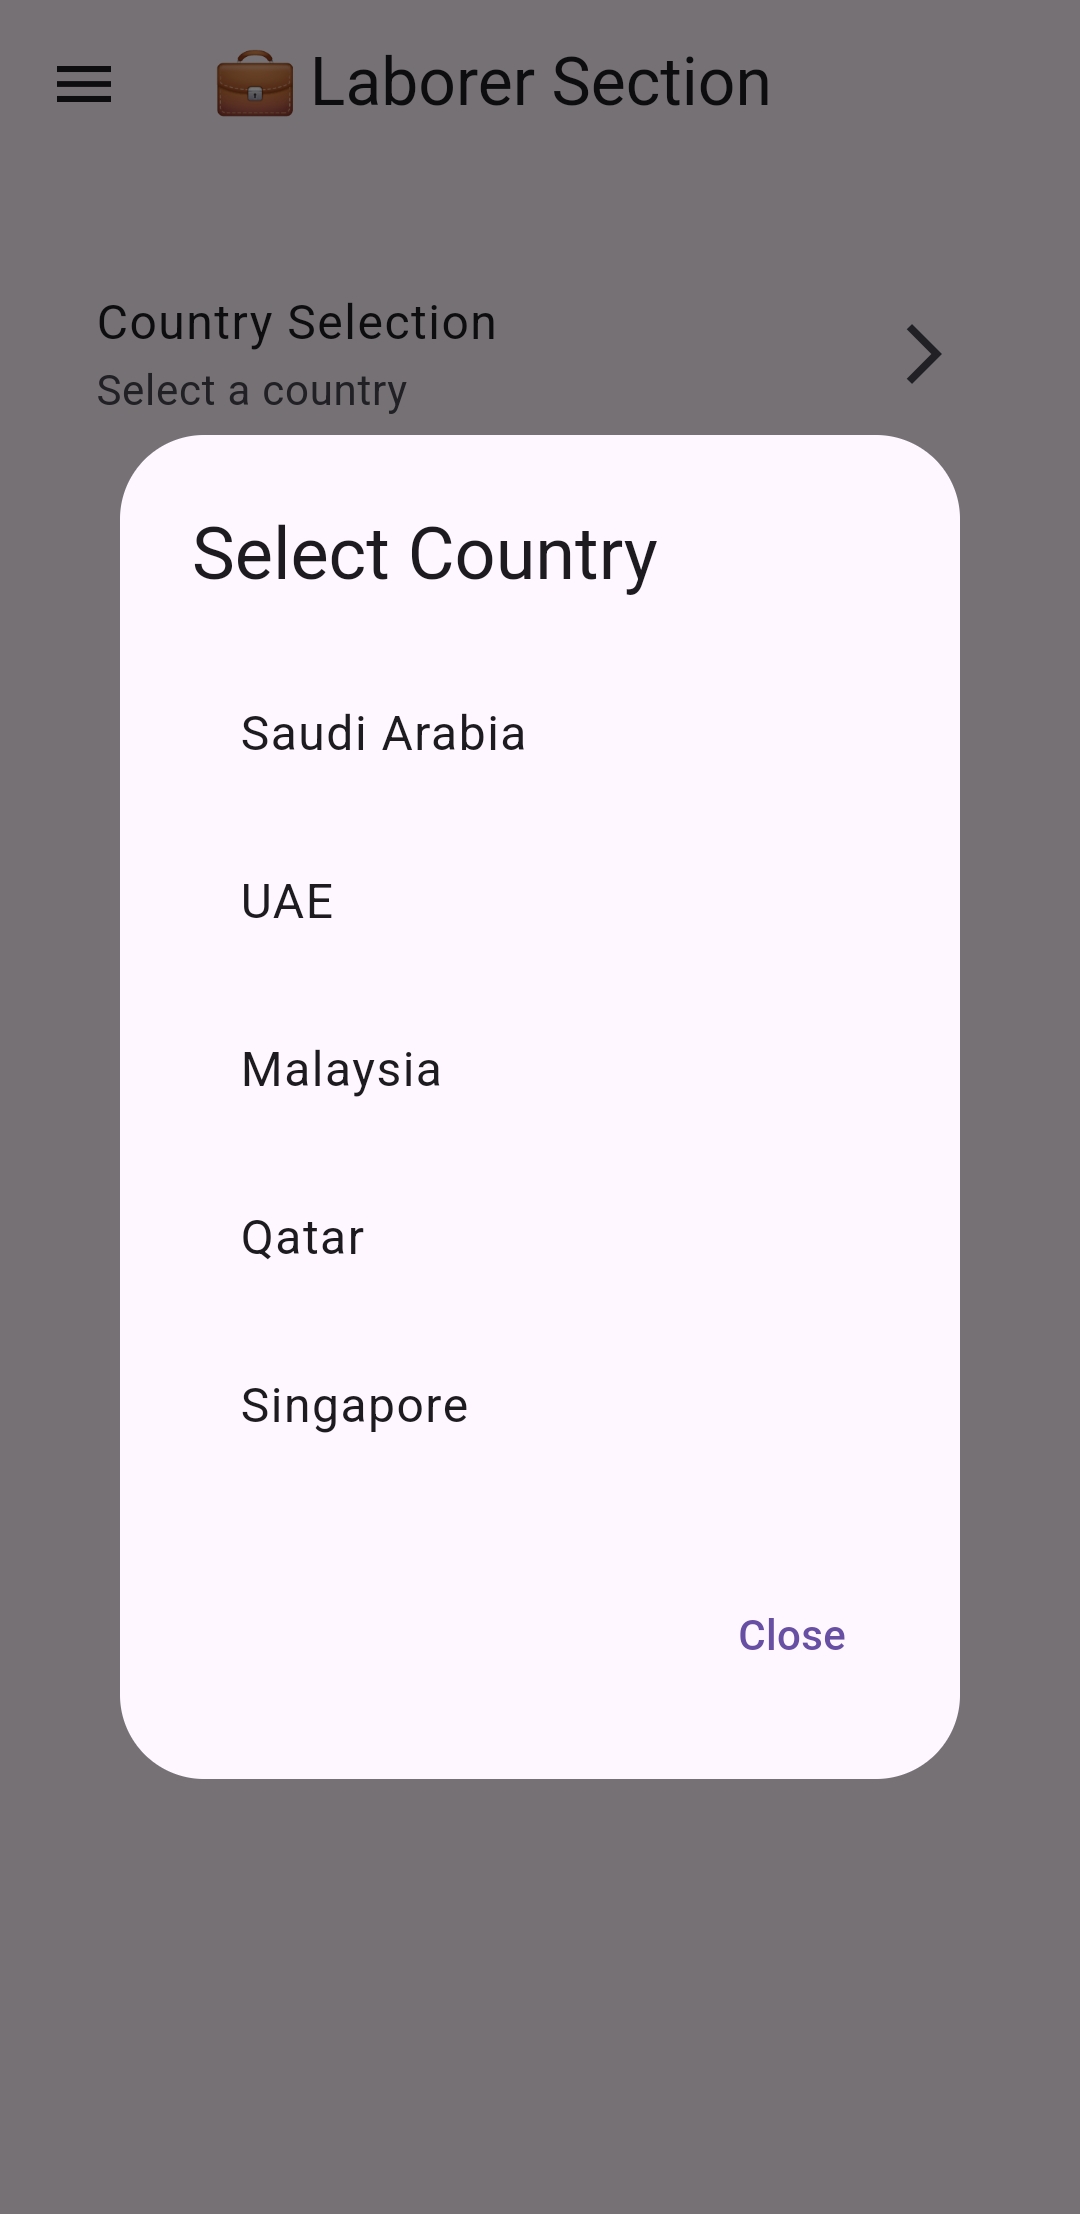 Laborer Section
Country Selection
Select a country
Select Country
Saudi Arabia
UAE
Malaysia
Qatar
Singapore
Close